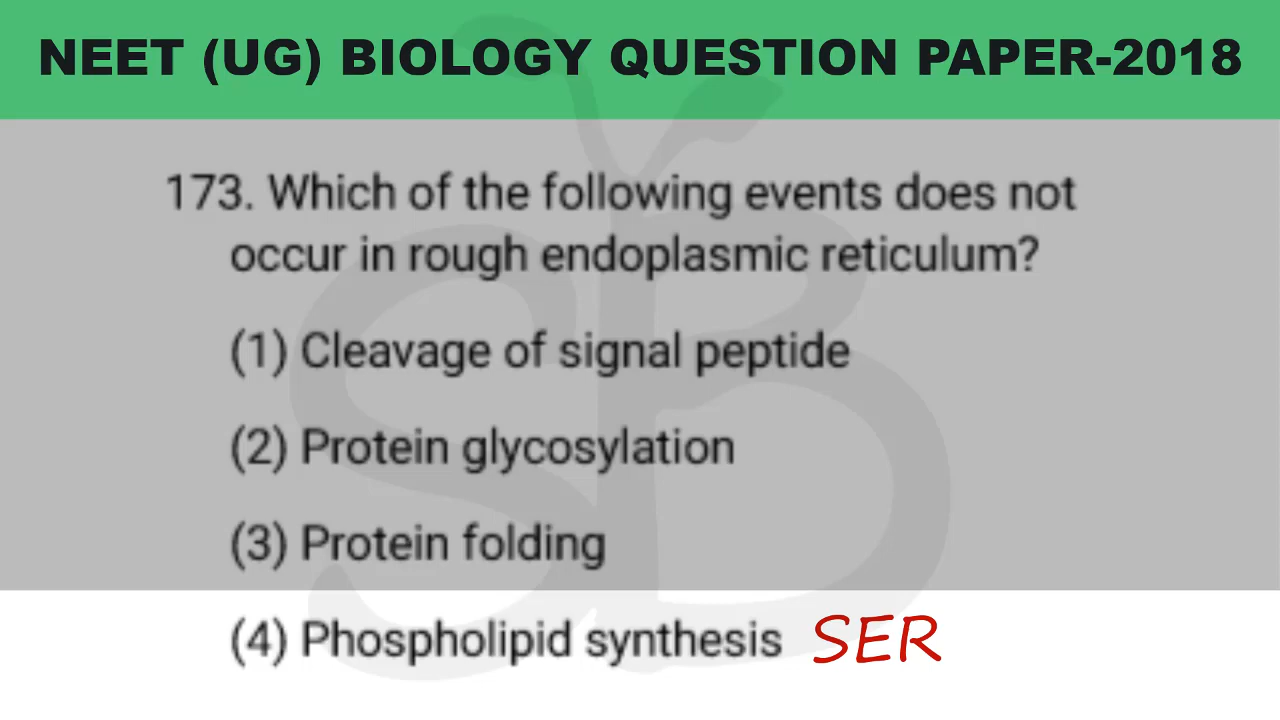 NEET (UG) BIOLOGY QUESTION PAPER-2018
173. Which of the following events does not
occur in rough endoplasmic reticulum?
(1) Cleavage of signal peptide
(2) Protein glycosylation
(3) Protein folding
(4) Phospholipid synthesis SER
SB